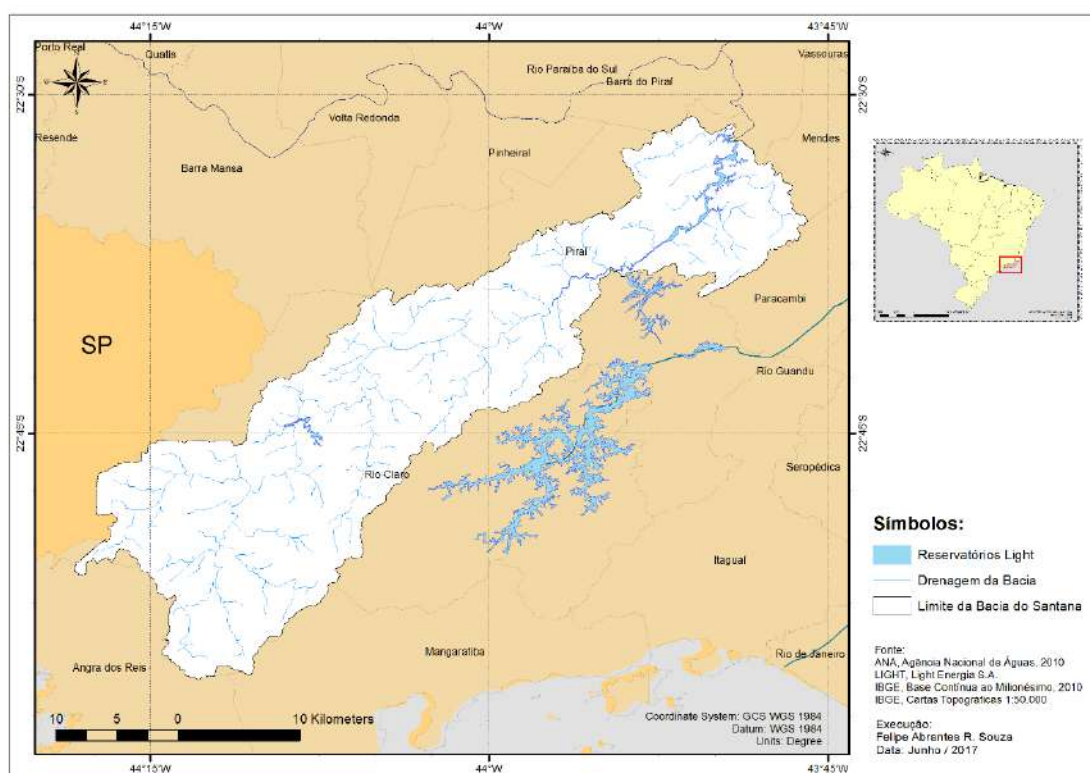 44°15'W 44°W 43°45'W
Porto Real
Quatis
Vassouras
Rio Paraíba do Sul
Barra do Piraí
22°30'S
22°30'S
Volta Redonda
Resende
Mendes
Pinheiral
Barra Mansa
Piraí
Paracambi
SP
Rio Guandu
22°45'S
22°45'S
Rio Claro
Seropédica
Itaguaí
Mangaratiba
Rio de Janeiro
Angra dos Reis
10 5 0 10 Kilometers
Coordinate System: GCS WGS 1984
Datum: WGS 1984
Units: Degree
44°15'W 44°W 43°45'W
Símbolos:
Reservatórios Light
Drenagem da Bacia
Limite da Bacia do Santana
Fonte:
ANA, Agência Nacional de Águas, 2010
LIGHT, Light Energia S.A.
IBGE, Base Contínua ao Milionésimo, 2010
IBGE, Cartas Topográficas 1:50.000
Execução:
Felipe Abrantes R. Souza
Data: Junho / 2017